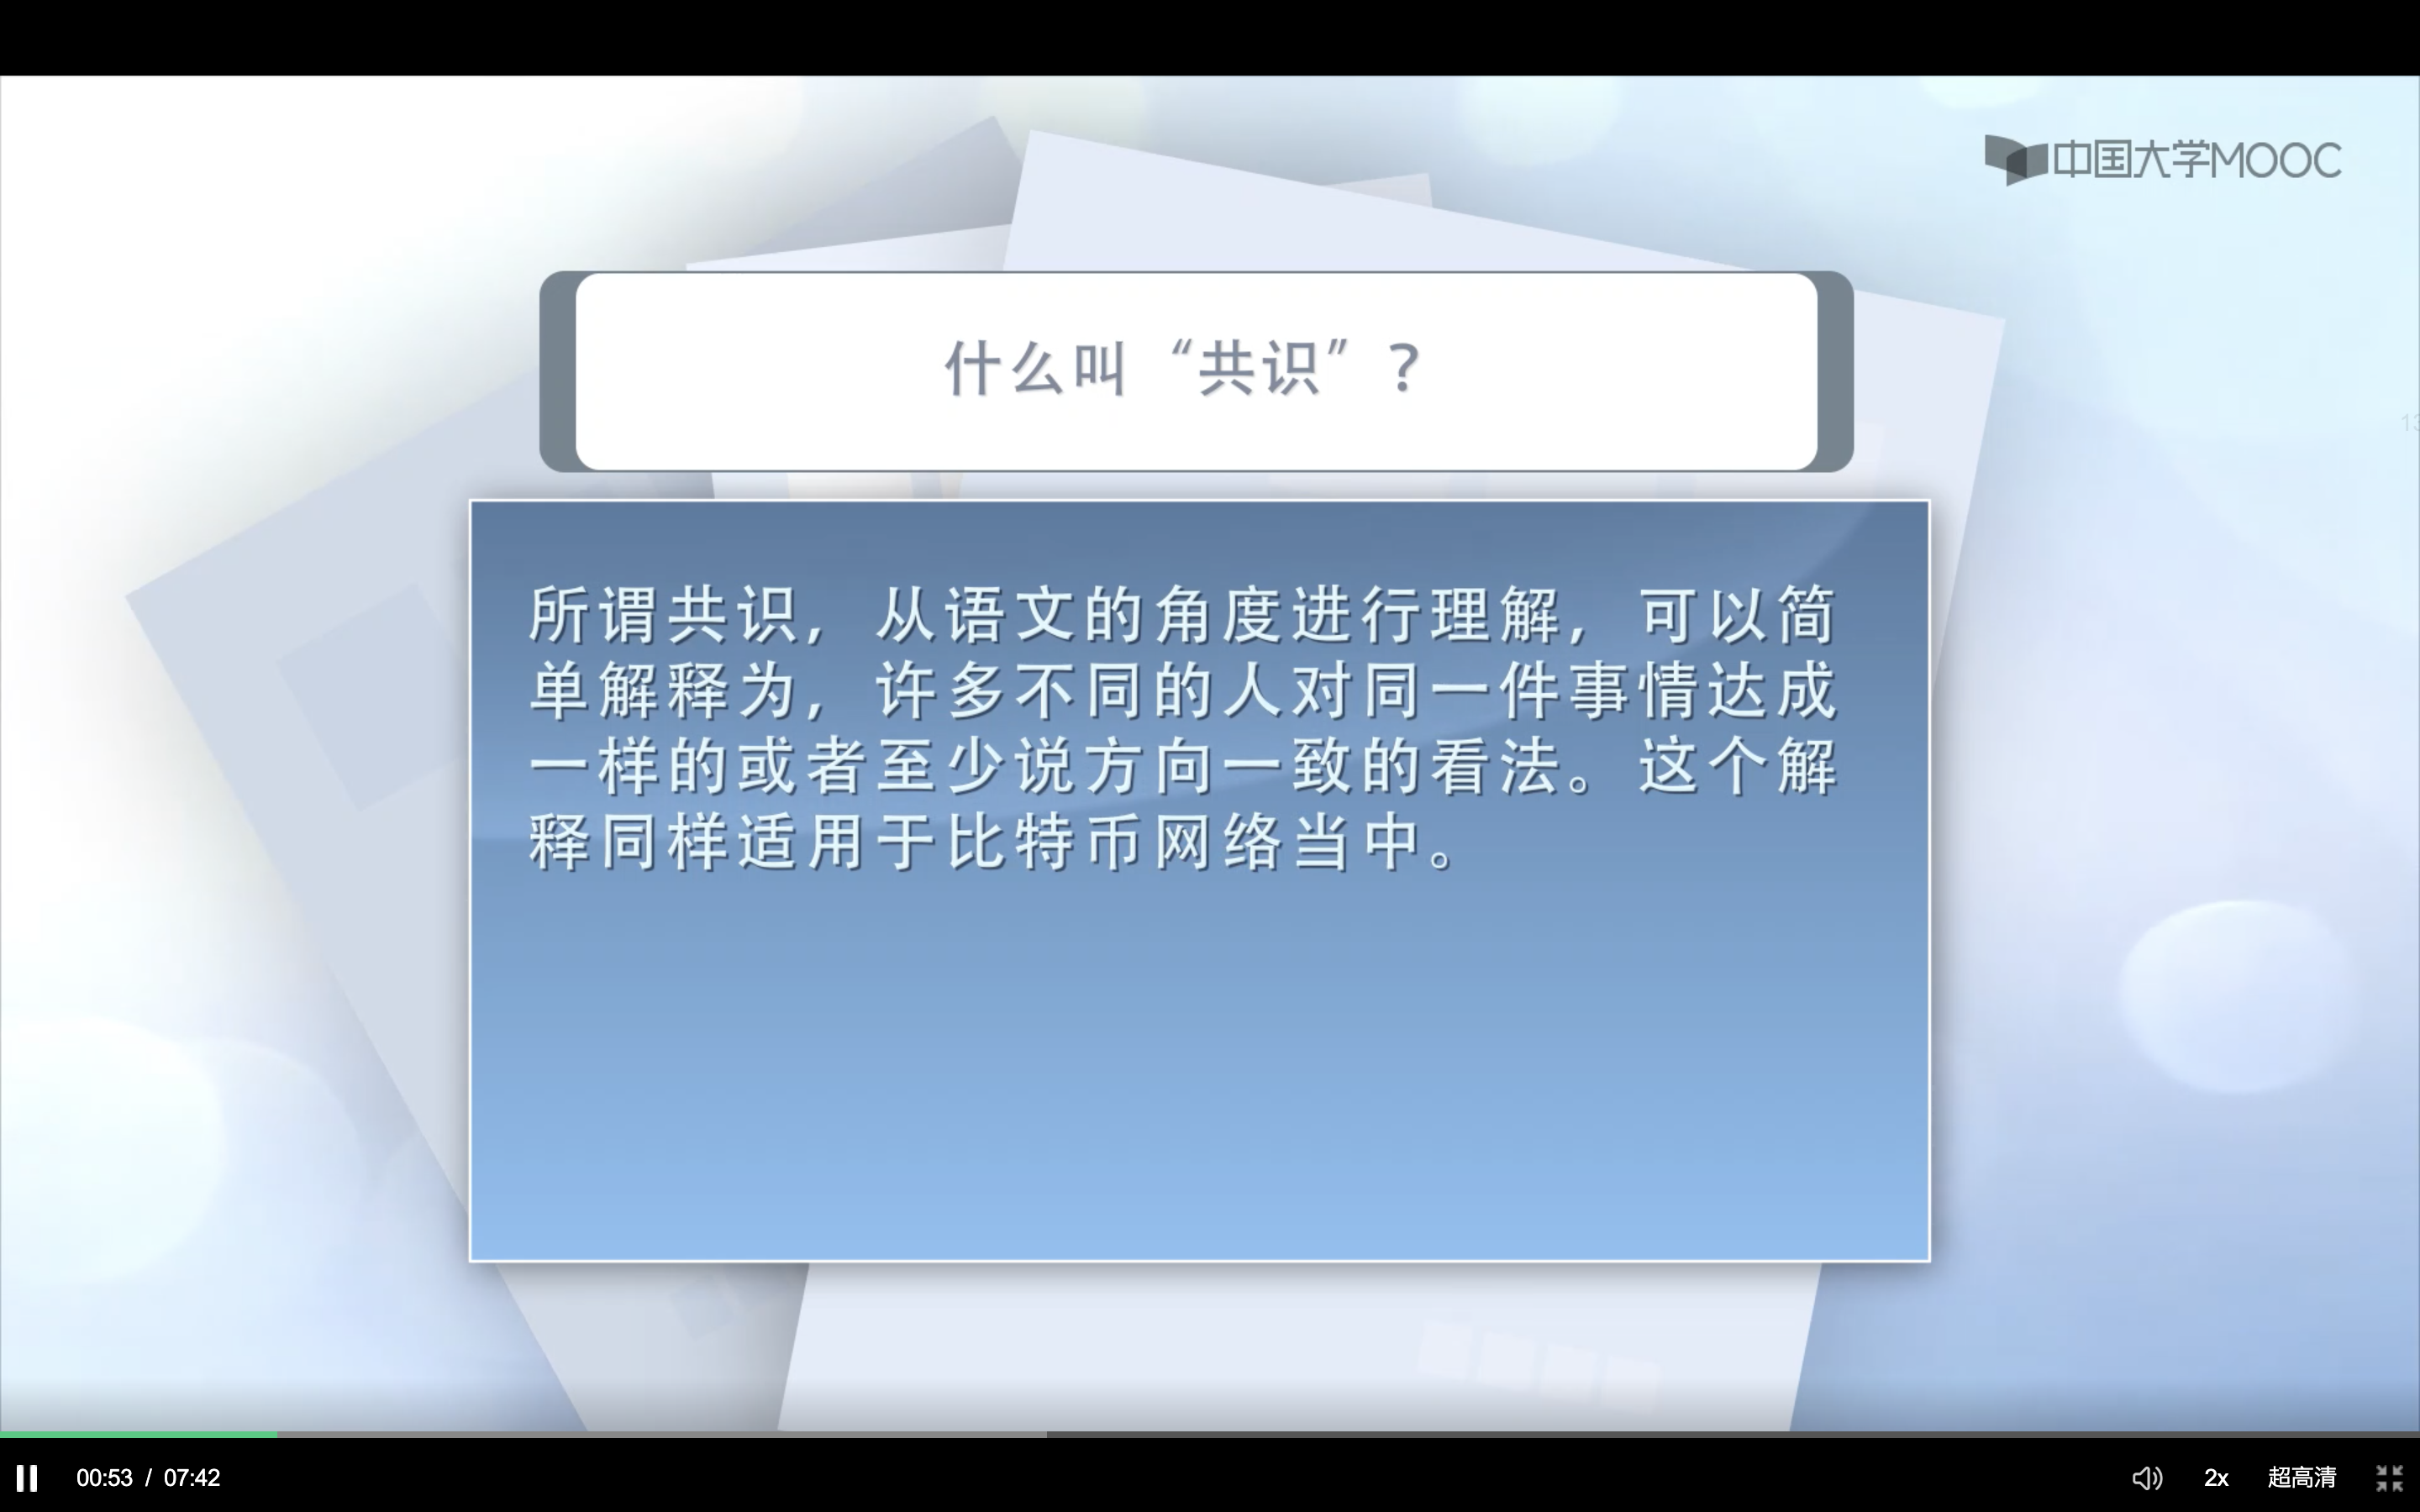 中国大学MOOC
什么叫“共识”?
所谓共识，从语文的角度进行理解，可以简
单解释为，许多不同的人对同一件事情达成
一样的或者至少说方向一致的看法。这个解
释同样适用于比特币网络当中。
13
00:53 / 07:42
2x
超高清